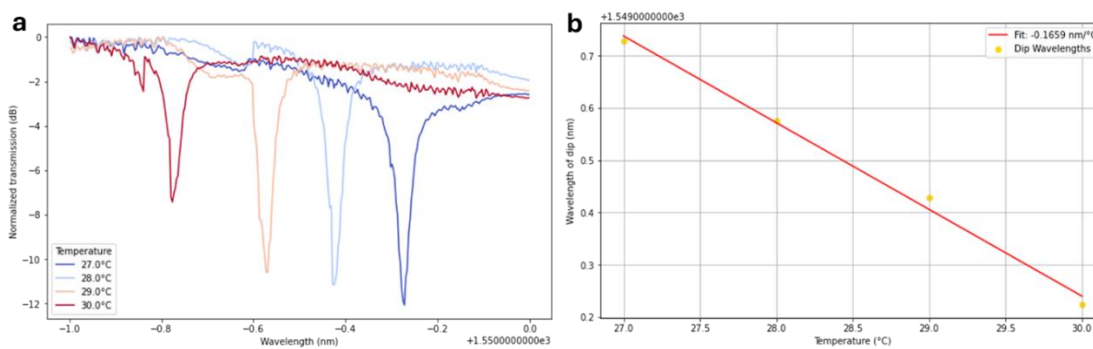 a
Normalized transmission (dB)
0
−2
−4
−6
−8
−10
−12
Temperature
27.0°C
28.0°C
29.0°C
30.0°C
−1.0
−0.8
−0.6
−0.4
−0.2
0.0
Wavelength (nm)
+1.5500000000e3
b
+1.5490000000e3
Wavelength of dip (nm)
0.7
0.6
0.5
0.4
0.3
0.2
Fit: -0.1659 nm/°C
Dip Wavelengths
27.0
27.5
28.0
28.5
29.0
29.5
30.0
Temperature (°C)